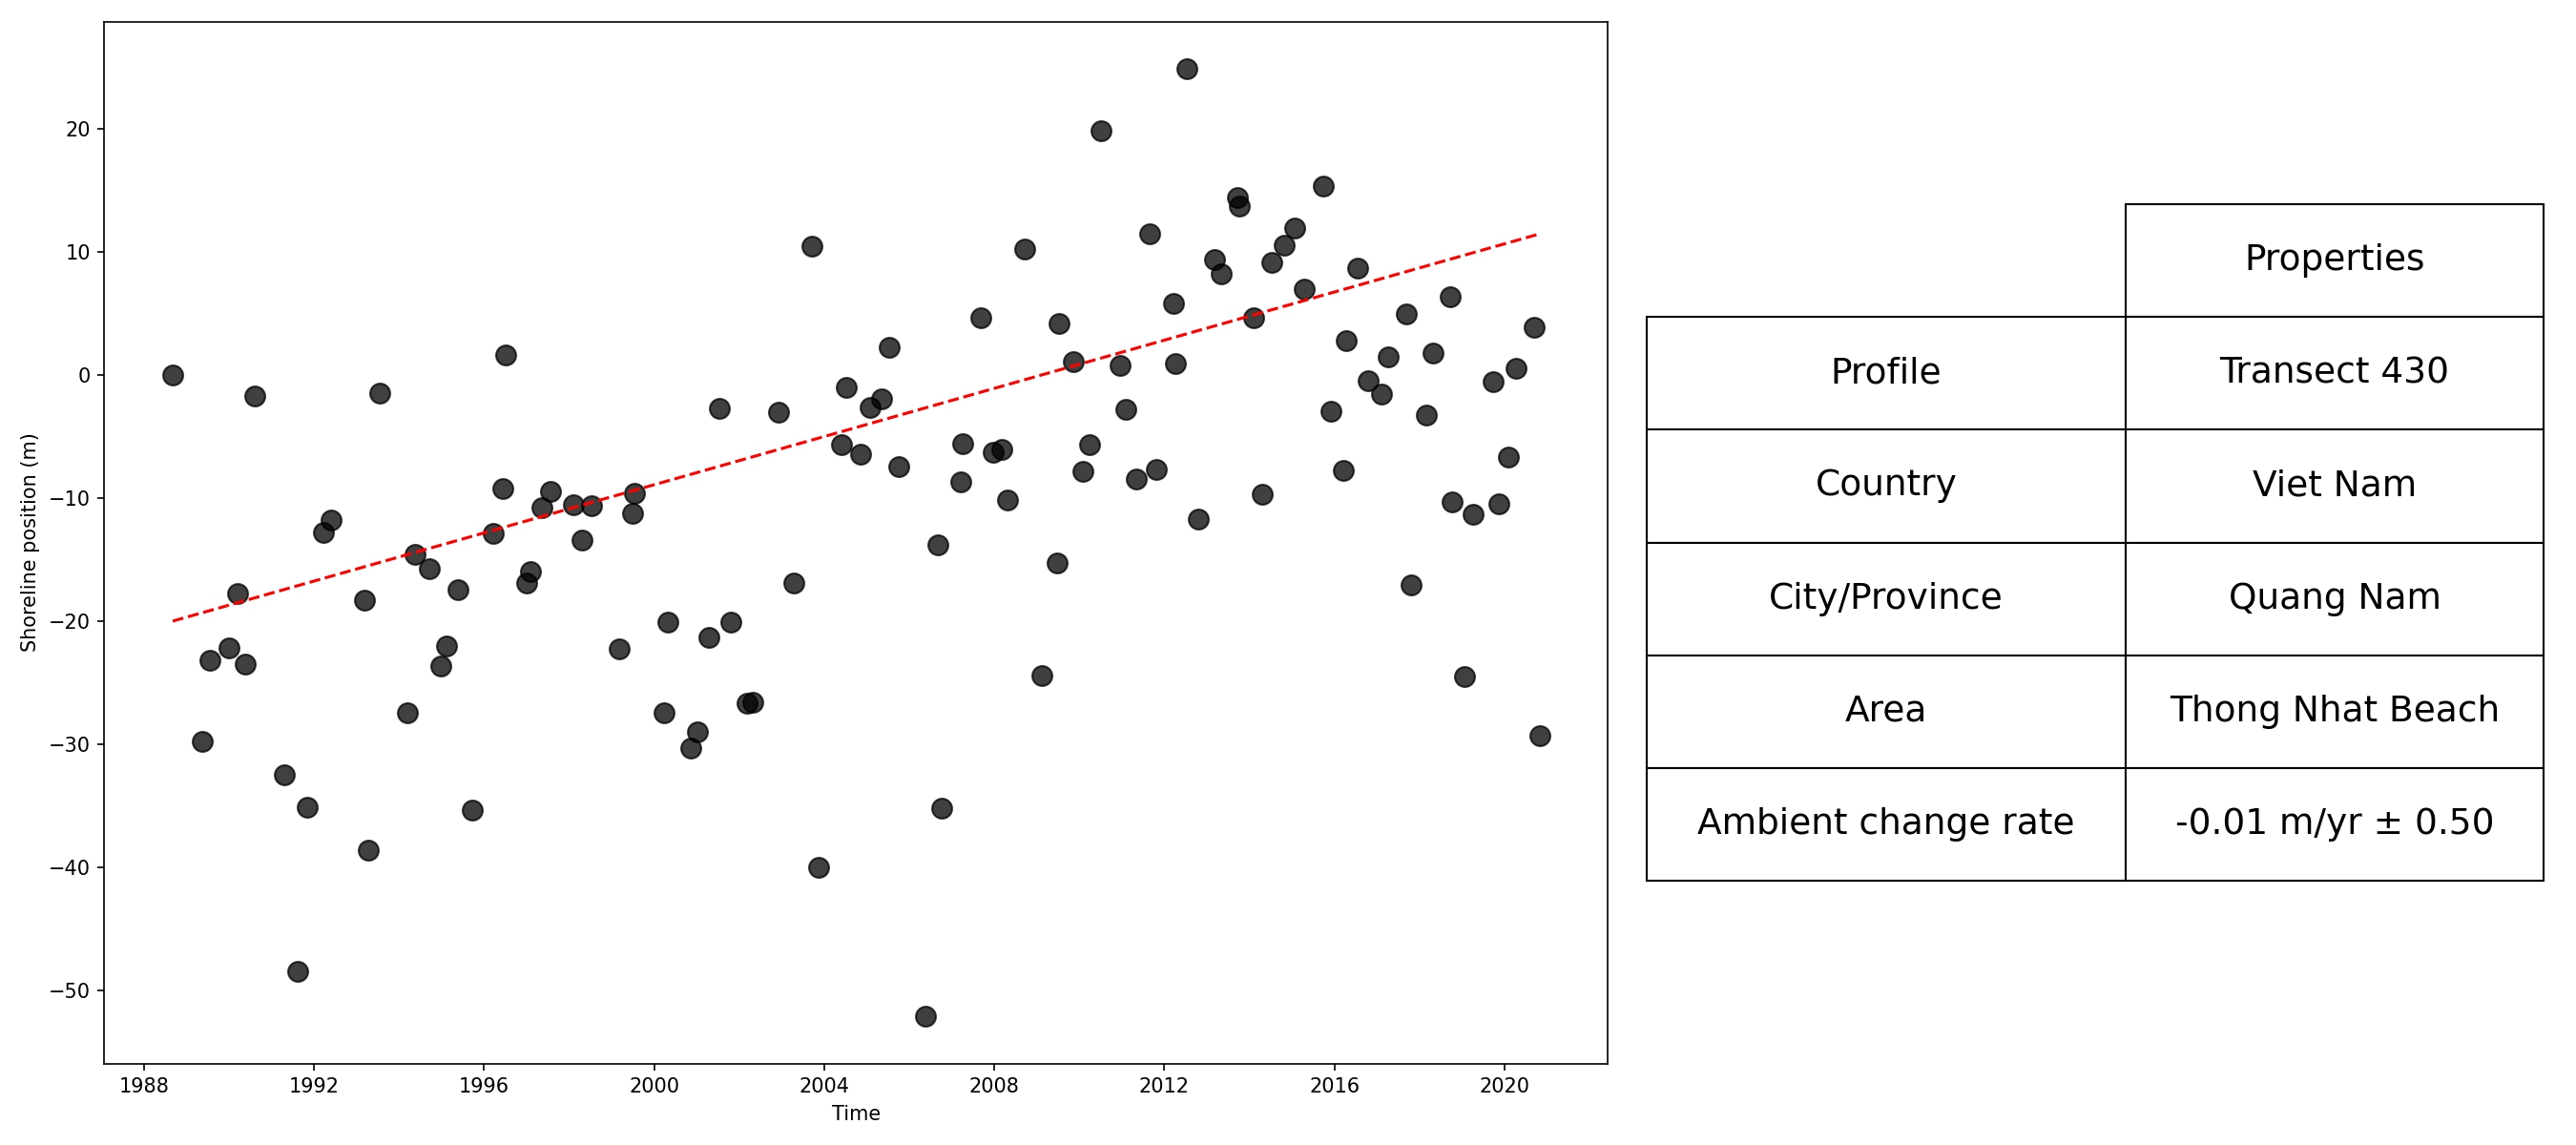 20
10
0
−10
−20
−30
−40
−50
Shoreline position (m)
1988 1992 1996 2000 2004 2008 2012 2016 2020
Time
Properties
Profile Transect 430
Country Viet Nam
City/Province Quang Nam
Area Thong Nhat Beach
Ambient change rate -0.01 m/yr ± 0.50